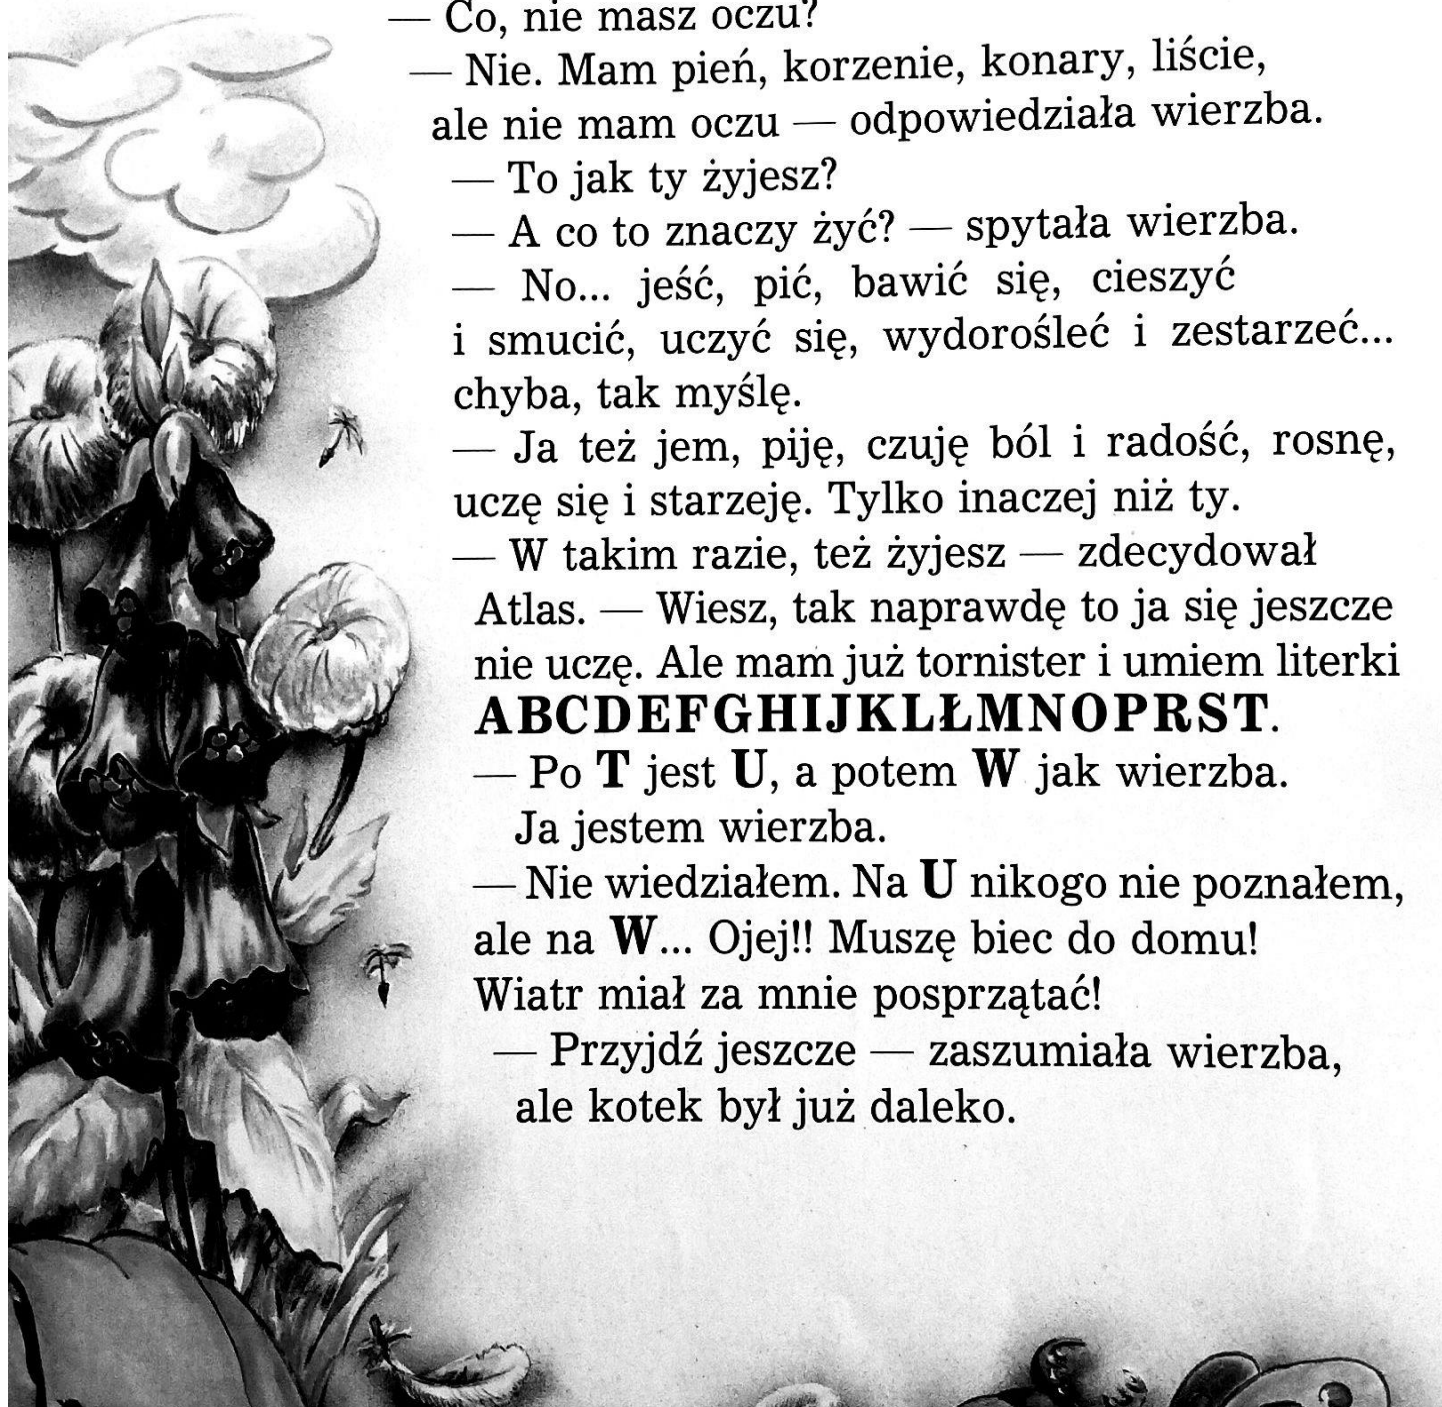 — Co, nie masz oczu?
— Nie. Mam pień, korzenie, konary, liście,
ale nie mam oczu — odpowiedziała wierzba.
— To jak ty żyjesz?
— A co to znaczy żyć? — spytała wierzba.
— No... jeść, pić, bawić się, cieszyć
i smucić, uczyć się, wydorośleć i zestarzeć...
chyba, tak myślę.
— Ja też jem, piję, czuję ból i radość, rosnę,
uczę się i starzeję. Tylko inaczej niż ty.
— W takim razie, też żyjesz — zdecydował
Atlas. — Wiesz, tak naprawdę to ja się jeszcze
nie uczę. Ale mam już tornister i umiem literki
ABCDEFGHIJKLŁMNOPRST.
— Po T jest U, a potem W jak wierzba.
Ja jestem wierzba.
— Nie wiedziałem. Na U nikogo nie poznałem,
ale na W... Ojej!! Muszę biec do domu!
Wiatr miał za mnie posprzątać!
— Przyjdź jeszcze — zaszumiała wierzba,
ale kotek był już daleko.